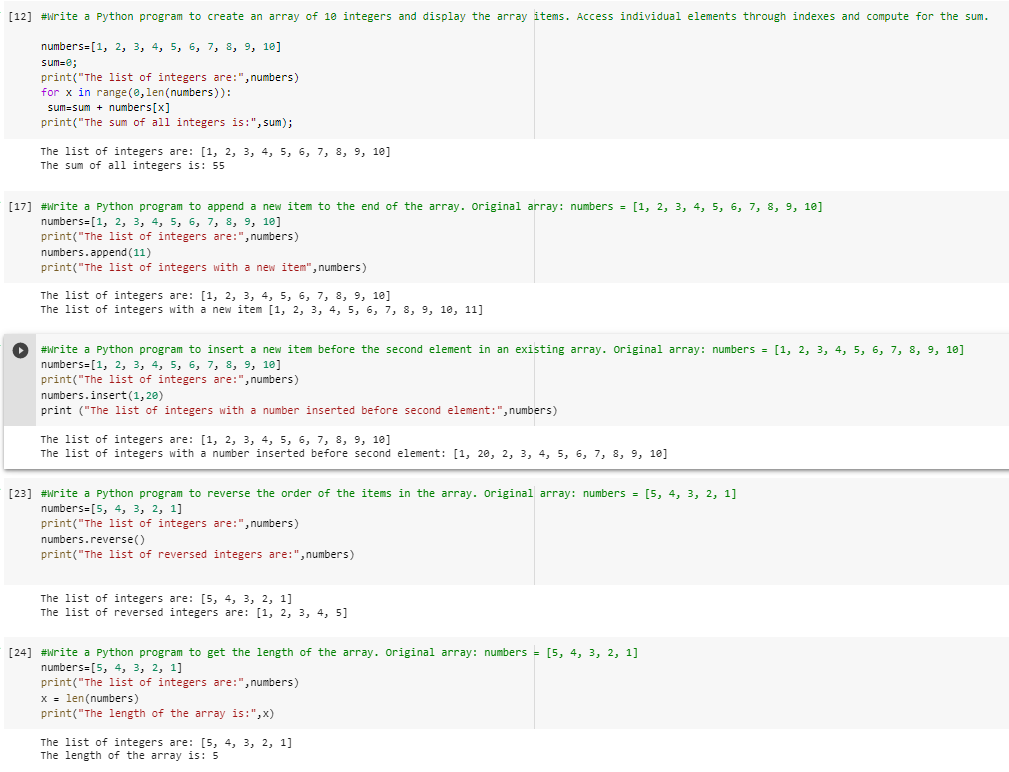 [12] #Write a Python program to create an array of 10 integers and display the array items. Access individual elements through indexes and compute for the sum.
numbers=[1, 2, 3, 4, 5, 6, 7, 8, 9, 10]
sum=0;
print("The list of integers are:",numbers)
for x in range(0,len(numbers)):
 sum=sum + numbers[x]
print("The sum of all integers is:",sum);
The list of integers are: [1, 2, 3, 4, 5, 6, 7, 8, 9, 10]
The sum of all integers is: 55
[17] #Write a Python program to append a new item to the end of the array. Original array: numbers = [1, 2, 3, 4, 5, 6, 7, 8, 9, 10]
numbers=[1, 2, 3, 4, 5, 6, 7, 8, 9, 10]
print("The list of integers are:",numbers)
numbers.append(11)
print("The list of integers with a new item",numbers)
The list of integers are: [1, 2, 3, 4, 5, 6, 7, 8, 9, 10]
The list of integers with a new item [1, 2, 3, 4, 5, 6, 7, 8, 9, 10, 11]
#Write a Python program to insert a new item before the second element in an existing array. Original array: numbers = [1, 2, 3, 4, 5, 6, 7, 8, 9, 10]
numbers=[1, 2, 3, 4, 5, 6, 7, 8, 9, 10]
print("The list of integers are:",numbers)
numbers.insert(1,20)
print ("The list of integers with a number inserted before second element:",numbers)
The list of integers are: [1, 2, 3, 4, 5, 6, 7, 8, 9, 10]
The list of integers with a number inserted before second element: [1, 20, 2, 3, 4, 5, 6, 7, 8, 9, 10]
[23] #Write a Python program to reverse the order of the items in the array. Original array: numbers = [5, 4, 3, 2, 1]
numbers=[5, 4, 3, 2, 1]
print("The list of integers are:",numbers)
numbers.reverse()
print("The list of reversed integers are:",numbers)
The list of integers are: [5, 4, 3, 2, 1]
The list of reversed integers are: [1, 2, 3, 4, 5]
[24] #Write a Python program to get the length of the array. Original array: numbers = [5, 4, 3, 2, 1]
numbers=[5, 4, 3, 2, 1]
print("The list of integers are:",numbers)
x = len(numbers)
print("The length of the array is:",x)
The list of integers are: [5, 4, 3, 2, 1]
The length of the array is: 5